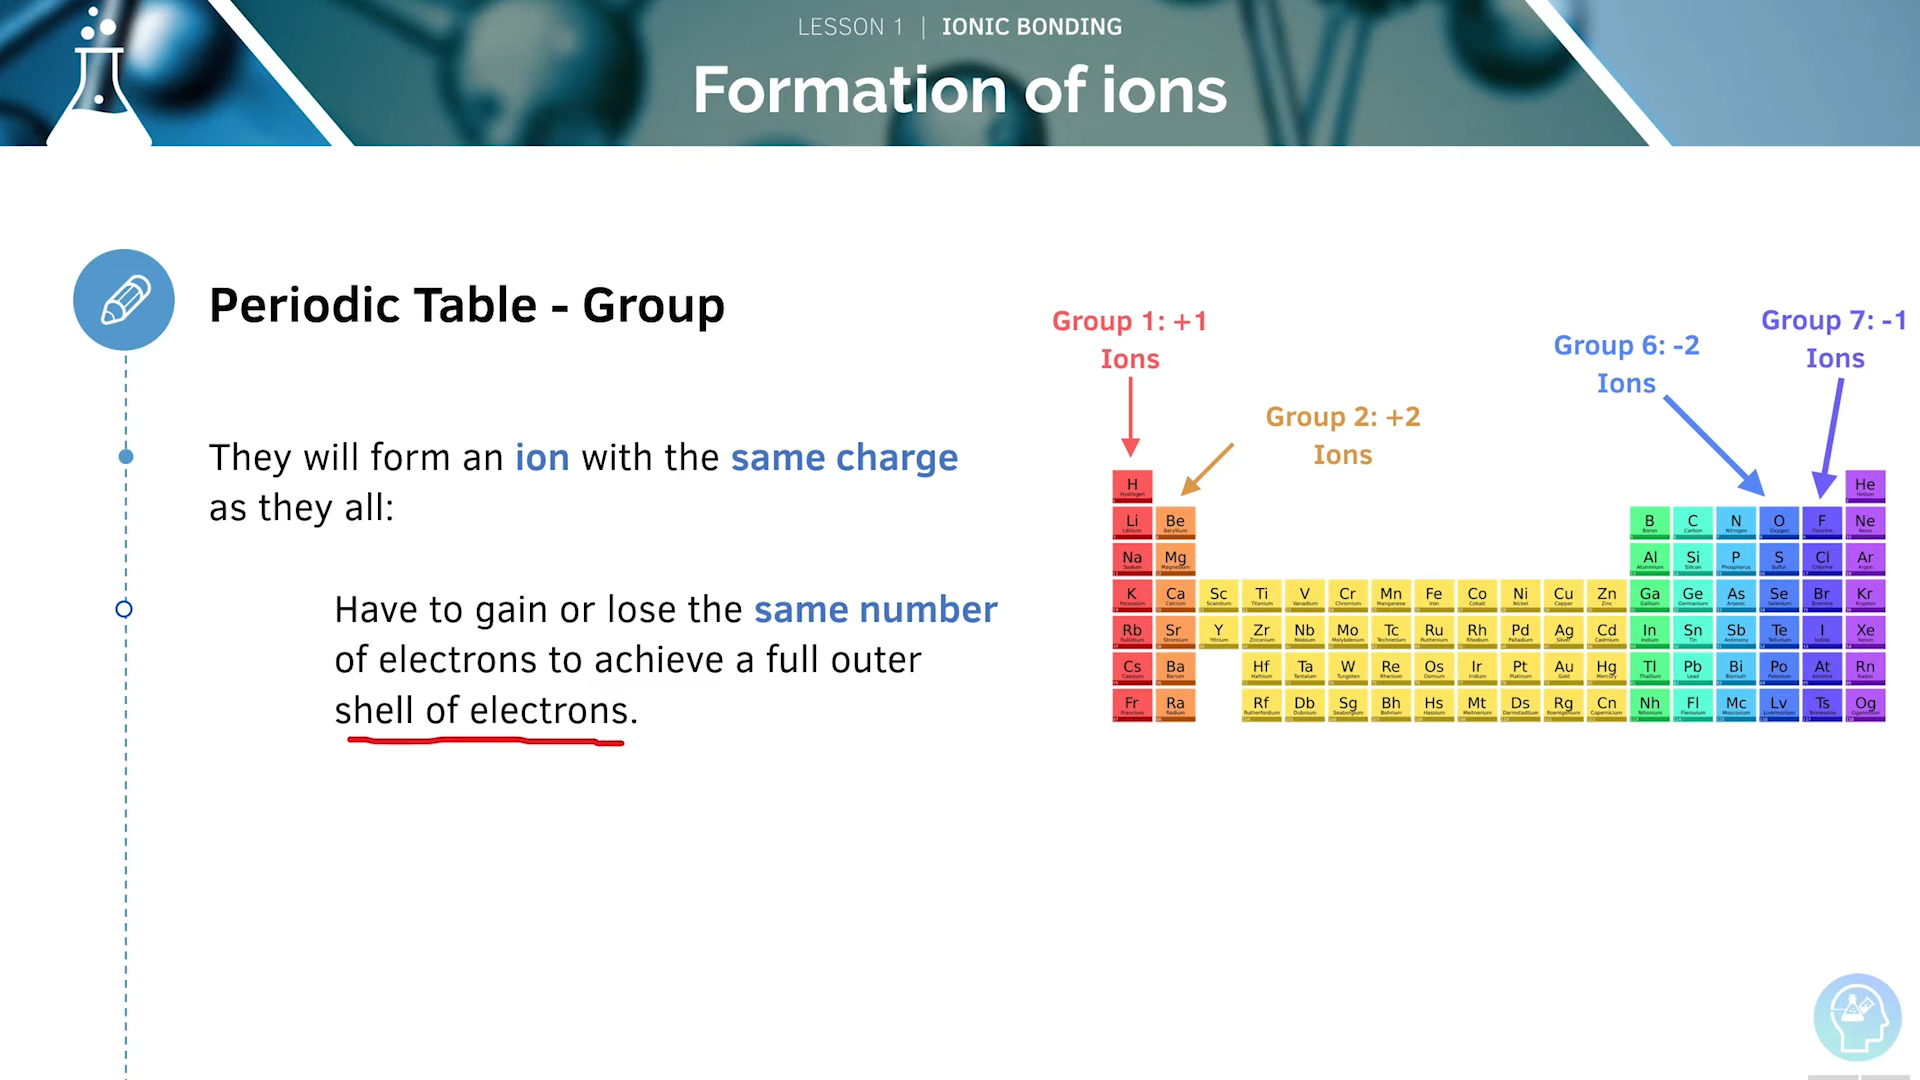 LESSON 1 | IONIC BONDING
Formation of ions
Periodic Table - Group
They will form an ion with the same charge
as they all:
Have to gain or lose the same number
of electrons to achieve a full outer
shell of electrons.
Group 1: +1
Ions
Group 2: +2
Ions
Group 6: -2
Ions
Group 7: -1
Ions
H He
Li Be B C N O F Ne
Na Mg Al Si P S Cl Ar
K Ca Sc Ti V Cr Mn Fe Co Ni Cu Zn Ga Ge As Se Br Kr
Rb Sr Y Zr Nb Mo Tc Ru Rh Pd Ag Cd In Sn Sb Te I Xe
Cs Ba Hf Ta W Re Os Ir Pt Au Hg Tl Pb Bi Po At Rn
Fr Ra Rf Db Sg Bh Hs Mt Ds Rg Cn Nh Fl Mc Lv Ts Og